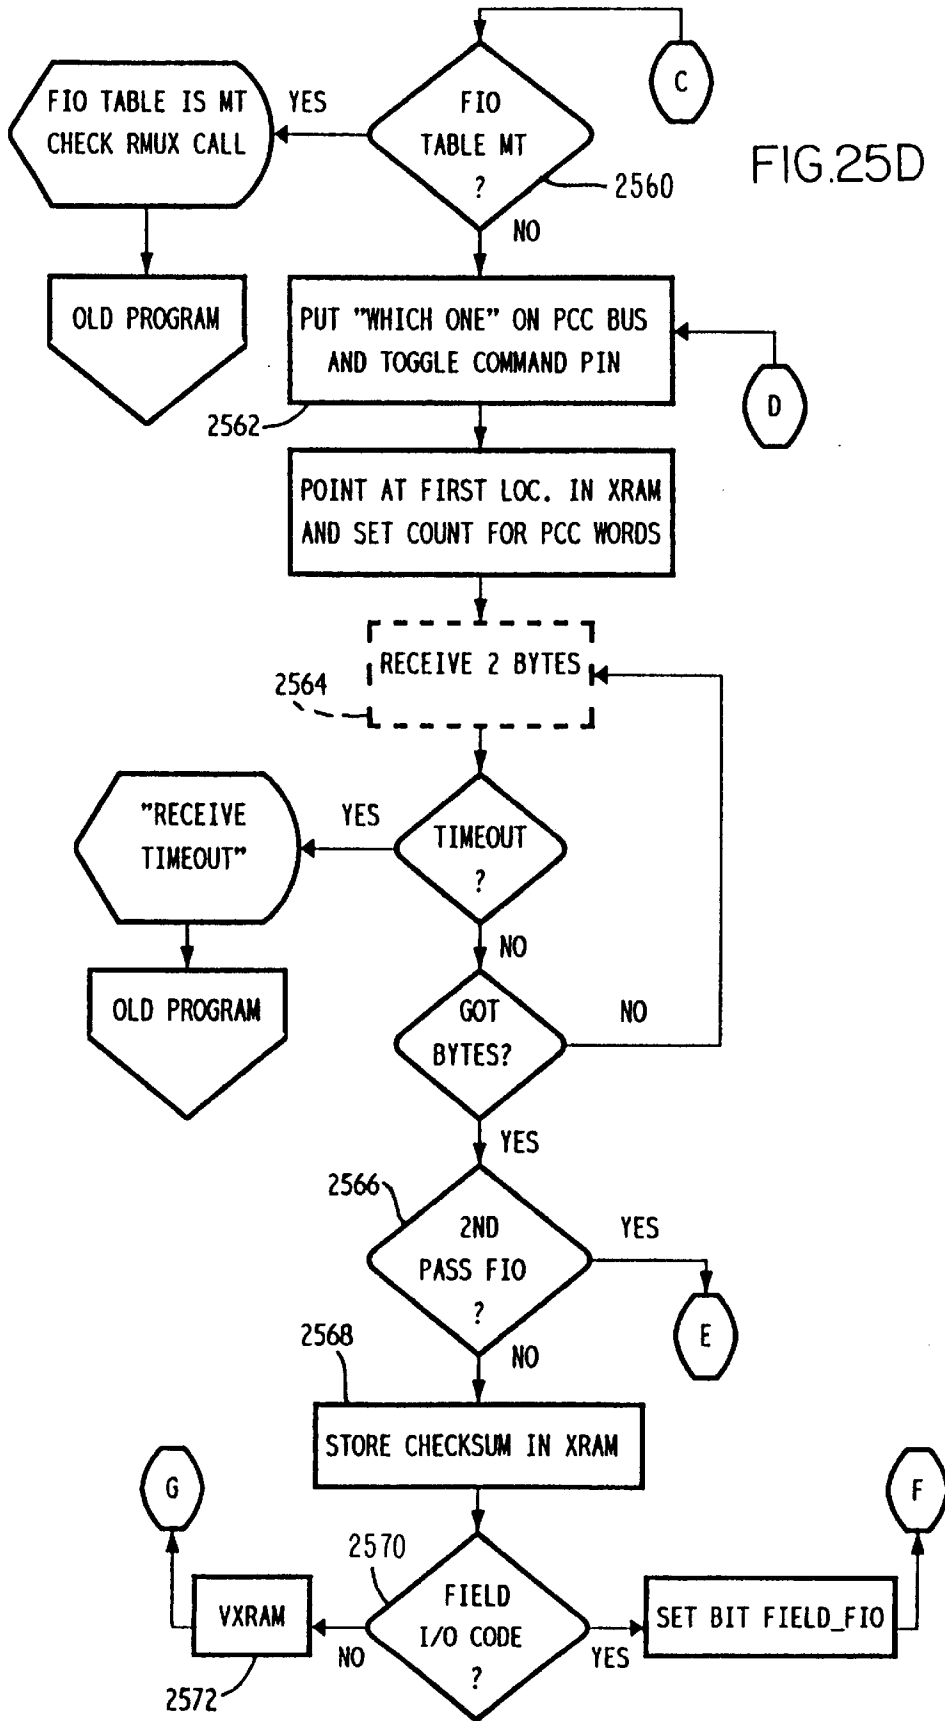 C
FIG.25D
FIO TABLE IS MT
CHECK RMUX CALL
YES
FIO
TABLE MT
?
2560
NO
OLD PROGRAM
PUT "WHICH ONE" ON PCC BUS
AND TOGGLE COMMAND PIN
D
2562
POINT AT FIRST LOC. IN XRAM
AND SET COUNT FOR PCC WORDS
RECEIVE 2 BYTES
2564
"RECEIVE
TIMEOUT"
YES
TIMEOUT
?
NO
OLD PROGRAM
GOT
BYTES?
NO
YES
2566
2ND
PASS FIO
?
YES
E
2568
NO
STORE CHECKSUM IN XRAM
G
F
2570
VXRAM
NO
FIELD
I/O CODE
?
YES
SET BIT FIELD_FIO
2572